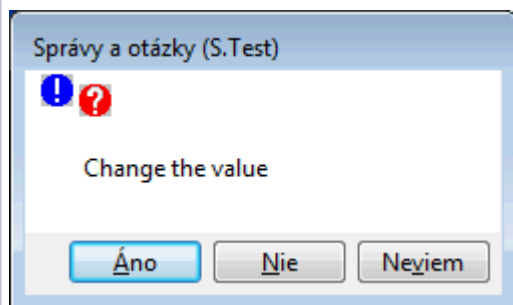 Správy a otázky (S.Test)
Change the value
Áno Nie Neviem